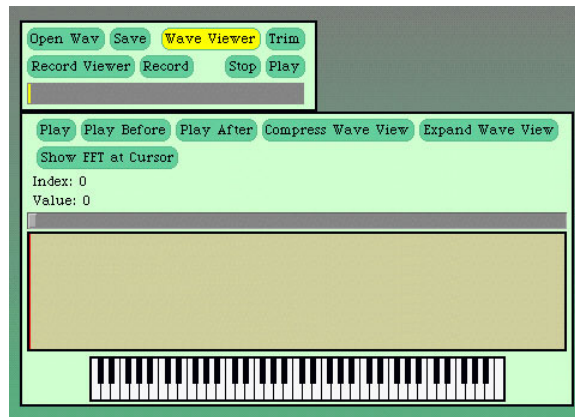 Open Wav Save Wave Viewer Trim
Record Viewer Record Stop Play
Play Play Before Play After Compress Wave View Expand Wave View
Show FFT at Cursor
Index: 0
Value: 0